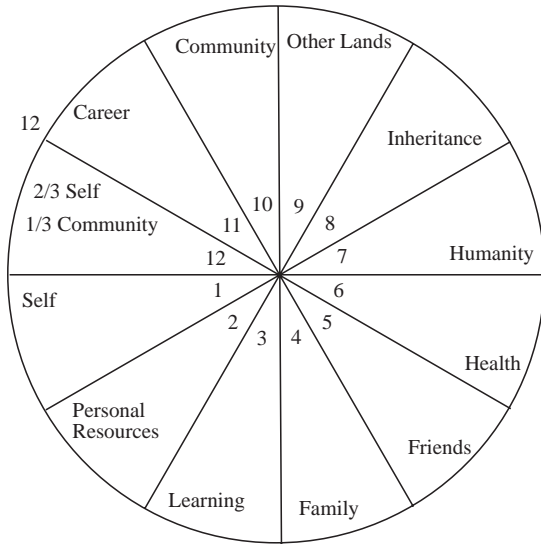 Community
Other Lands
Career
12
Inheritance
2/3 Self
1/3 Community
10
9
11
8
12
7
Humanity
Self
1
6
2
5
3
4
Health
Personal
Resources
Friends
Learning
Family